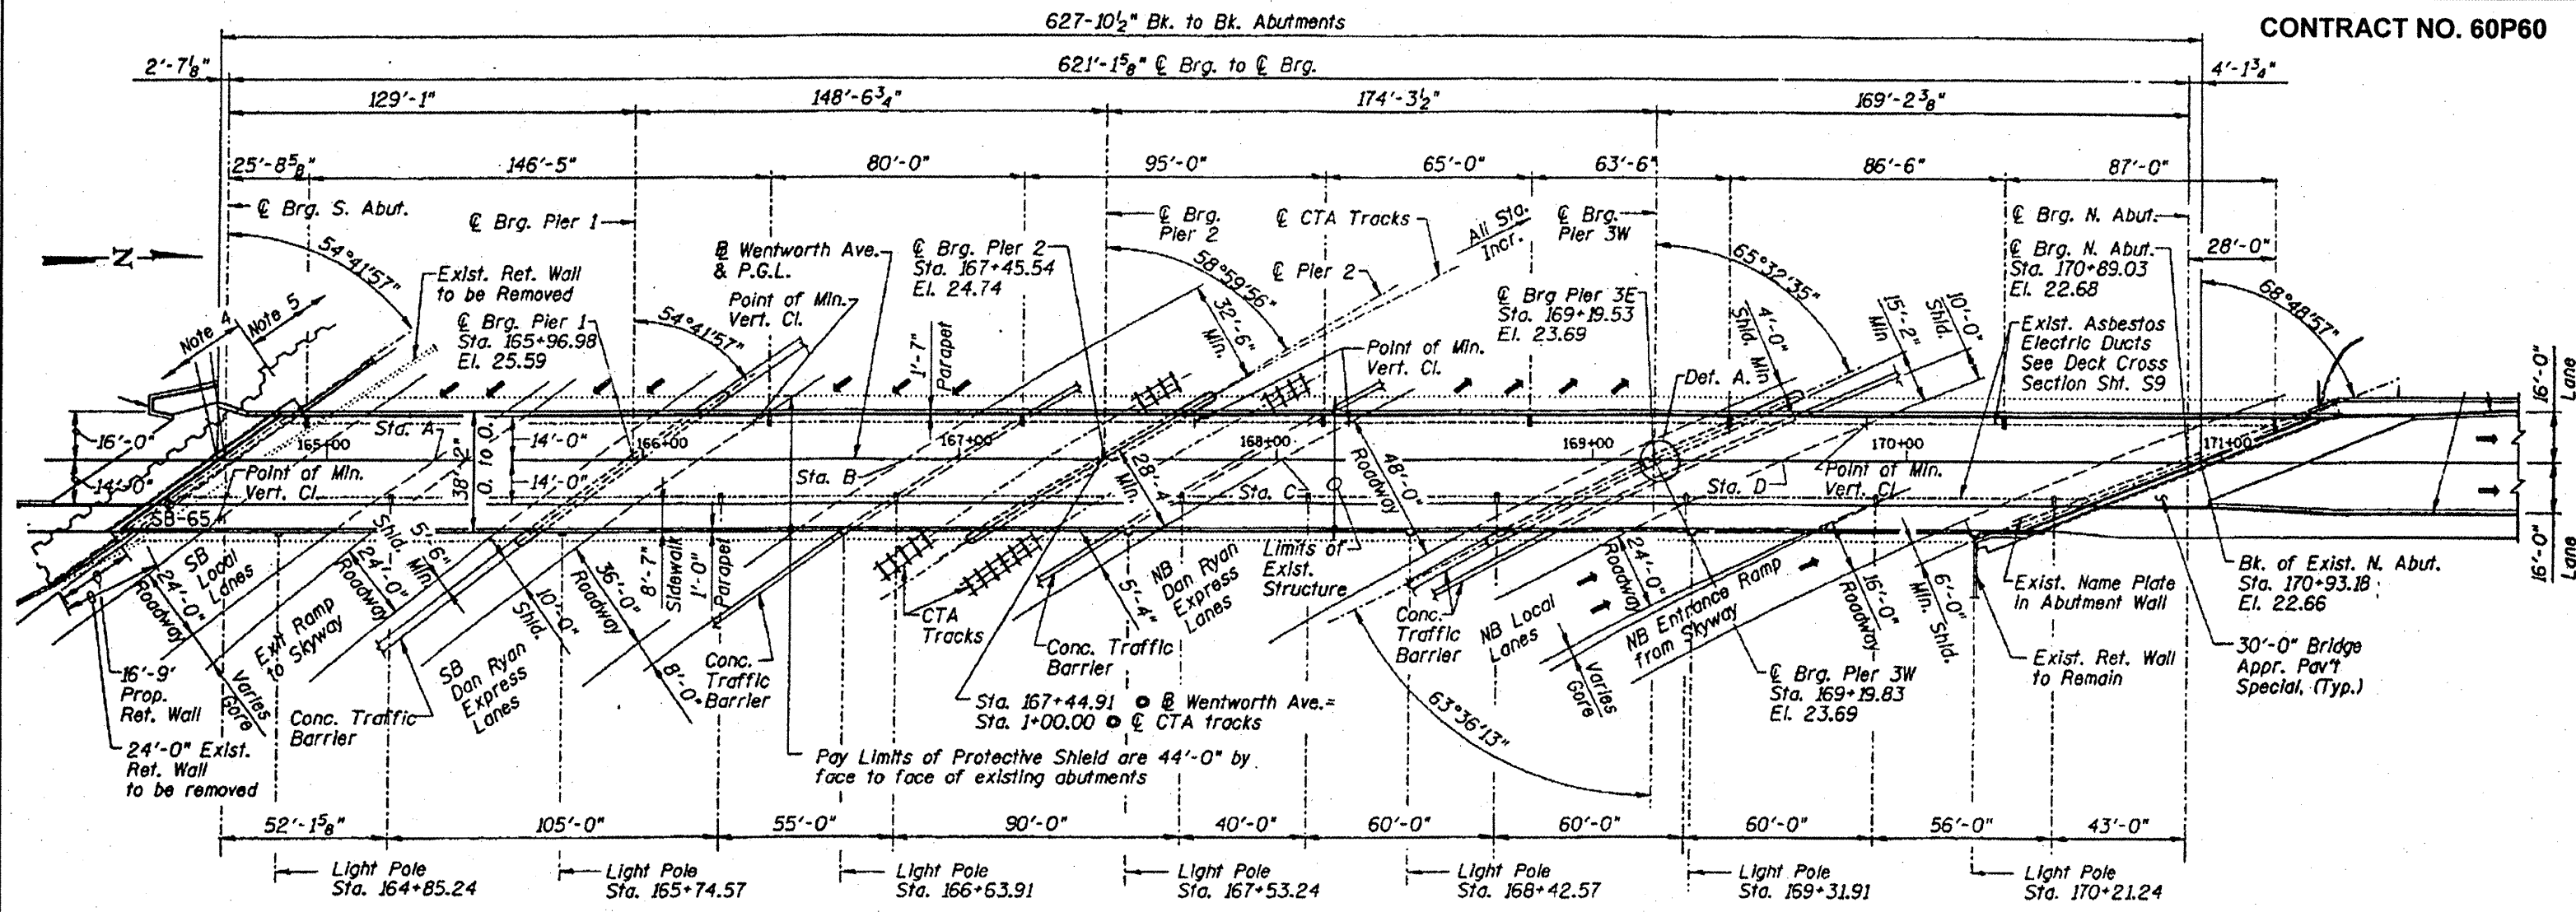 CONTRACT NO. 60P60
627-10½" Bk. to Bk. Abutments
2'-7⅛"
621'-1⅝" ℄ Brg. to ℄ Brg.
4'-1¾"
129'-1"
148'-6¾"
174'-3½"
169'-2⅜"
25'-8⅝"
146'-5"
80'-0"
95'-0"
65'-0"
63'-6"
86'-6"
87'-0"
28'-0"
℄ Brg. S. Abut.
℄ Brg. Pier 1
℄ Brg.
Pier 2
℄ CTA Tracks
℄ Pier 2
All Sta.
Incr.
℄ Brg.
Pier 3W
℄ Brg. N. Abut.
℄ Brg. N. Abut.
Sta. 170+89.03
El. 22.68
N
54°41'57"
Exist. Ret. Wall
to be Removed
℄ Brg. Pier 1
Sta. 165+96.98
El. 25.59
54°41'57"
Wentworth Ave.
& P.G.L.
Point of Min.
Vert. Cl.
℄ Brg. Pier 2
Sta. 167+45.54
El. 24.74
1'-7"
Parapet
58°59'56"
32'-6"
Min.
Point of Min.
Vert. Cl.
℄ Brg Pier 3E
Sta. 169+19.53
El. 23.69
Det. A.
65°32'35"
4'-0"
Shld. Min
15'-2"
Min
10'-0"
Shld.
Exist. Asbestos
Electric Ducts
See Deck Cross
Section Sht. S9
68°48'57"
16'-0"
Lane
Note 4
Note 5
16'-0"
14'-0"
165+00
Sta. A
38'-2"
O. to O.
14'-0"
14'-0"
166+00
Sta. B
167+00
28'-4"
Min.
168+00
Sta. C
48'-0"
Roadway
169+00
Sta. D
170+00
Point of Min.
Vert. Cl
171+00
Point of Min.
Vert. Cl.
SB-65
16'-0"
Lane
SB
Local
Lanes
24'-0"
Roadway
Exit Ramp
to Skyway
Varies
Gore
24'-0"
Roadway
5'-6"
Shld. Min.
SB
Dan Ryan
Express
Lanes
10'-0"
Shld.
36'-0"
Roadway
8'-0"
8'-7"
Sidewalk
1'-0"
Parapet
Conc.
Traffic
Barrier
CTA
Tracks
Conc. Traffic
Barrier
5'-4"
NB
Dan Ryan
Express
Lanes
Limits of
Exist.
Structure
Conc.
Traffic
Barrier
NB Local
Lanes
24'-0"
Roadway
NB Entrance Ramp
from Skyway
Varies
Gore
16'-0"
Roadway
6'-0"
Min. Shld.
Exist. Name Plate
in Abutment Wall
Exist. Ret. Wall
to Remain
Bk. of Exist. N. Abut.
Sta. 170+93.18
El. 22.66
30'-0" Bridge
Appr. Pav't
Special, (Typ.)
℄ Brg. Pier 3W
Sta. 169+19.83
El. 23.69
63°36'13"
16'-9'
Prop.
Ret. Wall
24'-0" Exist.
Ret. Wall
to be removed
Conc. Traffic
Barrier
Sta. 167+44.91 @ Wentworth Ave.=
Sta. 1+00.00 @ ℄ CTA tracks
Pay Limits of Protective Shield are 44'-0" by
face to face of existing abutments
52'-1⅝"
105'-0"
55'-0"
90'-0"
40'-0"
60'-0"
60'-0"
60'-0"
56'-0"
43'-0"
Light Pole
Sta. 164+85.24
Light Pole
Sta. 165+74.57
Light Pole
Sta. 166+63.91
Light Pole
Sta. 167+53.24
Light Pole
Sta. 168+42.57
Light Pole
Sta. 169+31.91
Light Pole
Sta. 170+21.24